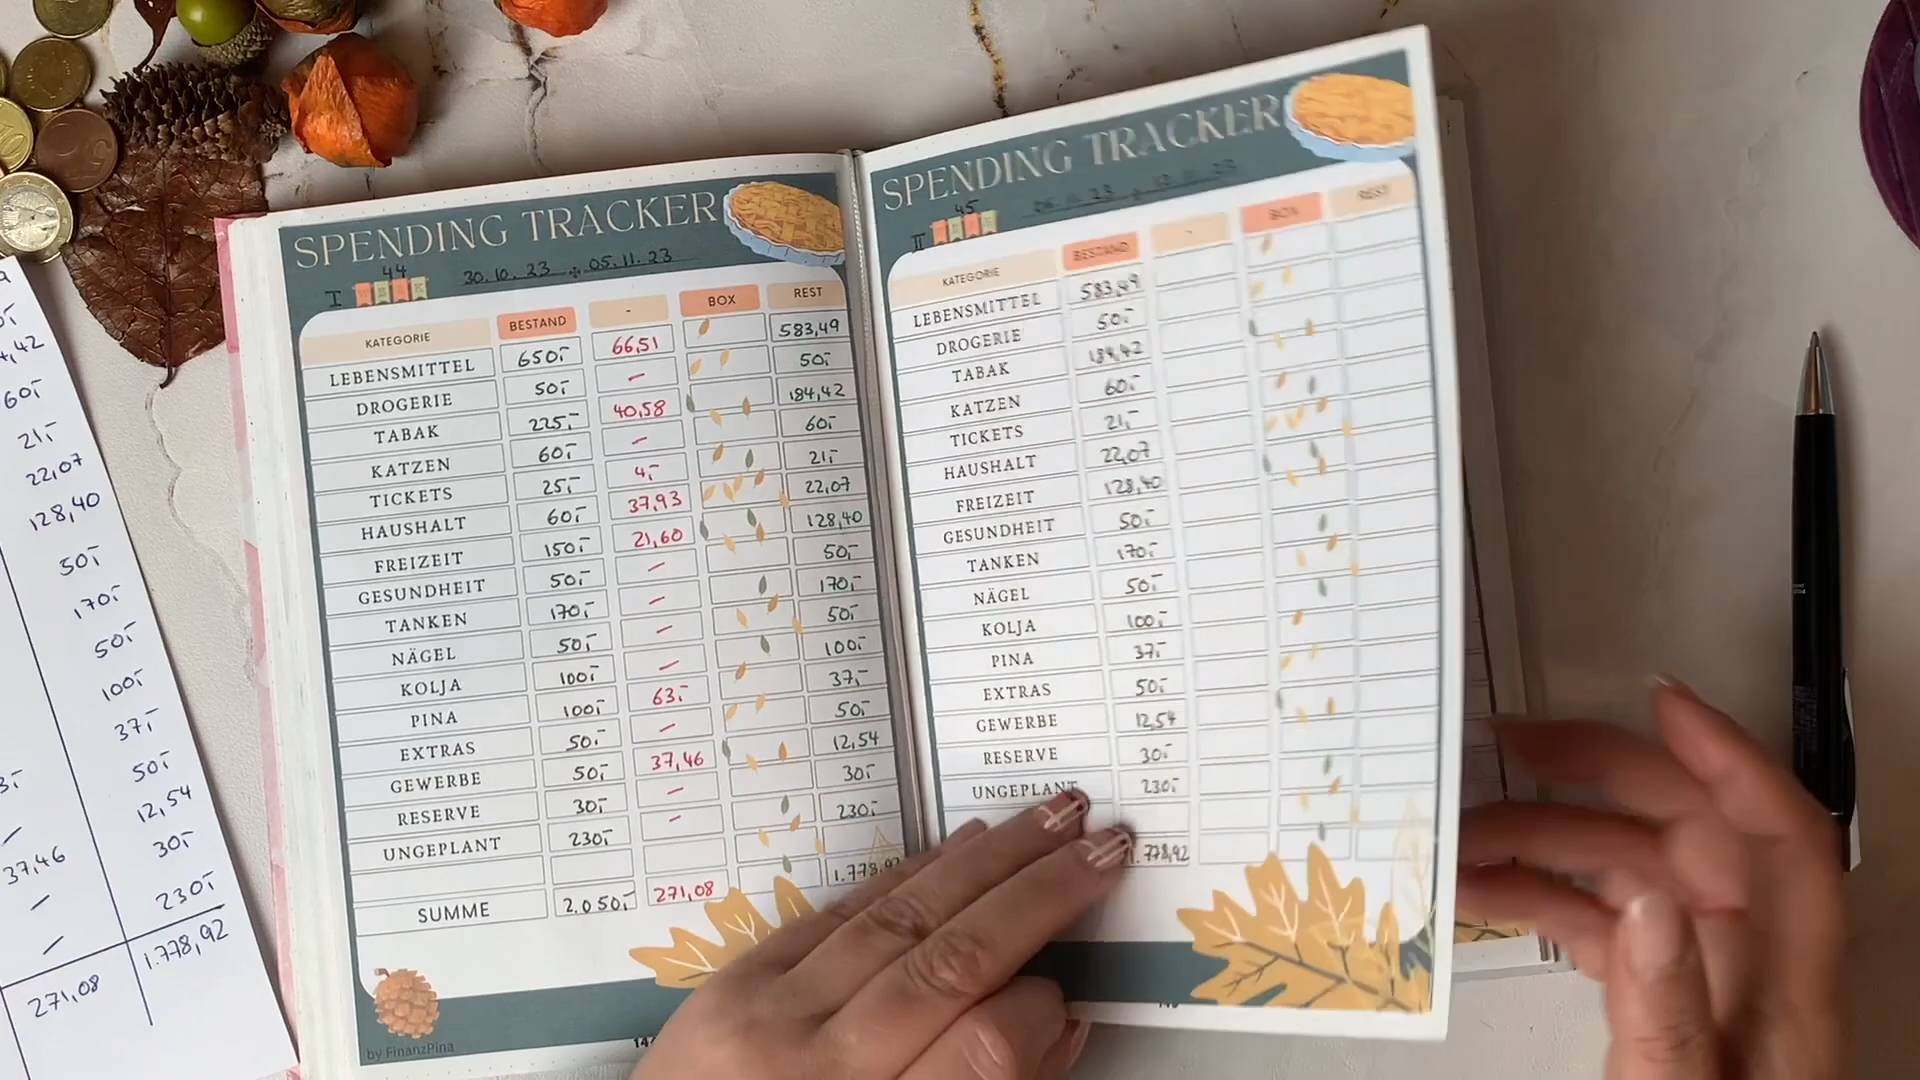 4,42
60,-
21,-
22,07
128,40
50,-
170,-
50,-
100,-
37,-
50,-
37,46 12,54
– 30,-
– 230,-
271,08 1.778,92
SPENDING TRACKER
I 44 WEEK 30.10.23 ÷ 05.11.23
KATEGORIE BESTAND - BOX REST
LEBENSMITTEL 650,- 66,51 583,49
DROGERIE 50,- – 50,-
TABAK 225,- 40,58 184,42
KATZEN 60,- – 60,-
TICKETS 25,- 4,- 21,-
HAUSHALT 60,- 37,93 22,07
FREIZEIT 150,- 21,60 128,40
GESUNDHEIT 50,- – 50,-
TANKEN 170,- – 170,-
NÄGEL 50,- – 50,-
KOLJA 100,- – 100,-
PINA 100,- 63,- 37,-
EXTRAS 50,- – 50,-
GEWERBE 50,- 37,46 12,54
RESERVE 30,- – 30,-
UNGEPLANT 230,- – 230,-
SUMME 2.050,- 271,08 1.778,92
by FinanzPina
SPENDING TRACKER
II 45
KATEGORIE BESTAND - BOX REST
LEBENSMITTEL 583,49
DROGERIE 50,-
TABAK 184,42
KATZEN 60,-
TICKETS 21,-
HAUSHALT 22,07
FREIZEIT 128,40
GESUNDHEIT 50,-
TANKEN 170,-
NÄGEL 50,-
KOLJA 100,-
PINA 37,-
EXTRAS 50,-
GEWERBE 12,54
RESERVE 30,-
UNGEPLANT 230,-
1.778,92